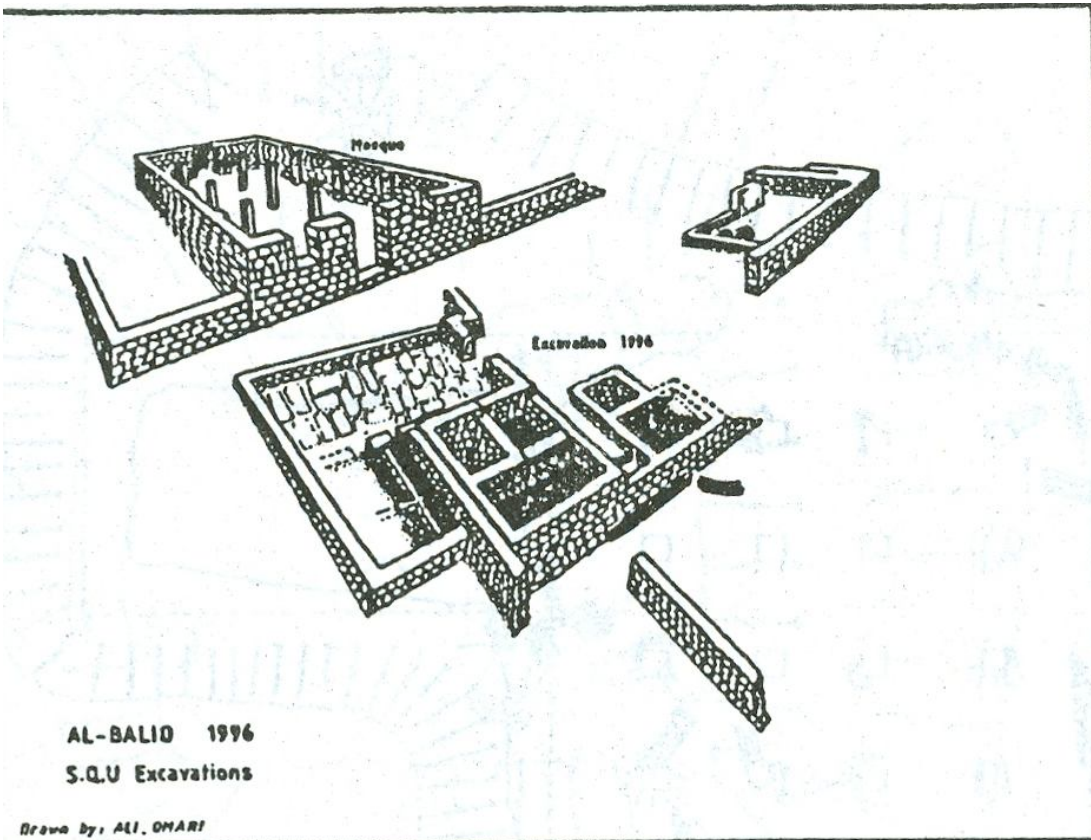 Mosque
Excavation 1996
AL-BALID 1996
S.Q.U Excavations
Drawn by, ALI. OMARI